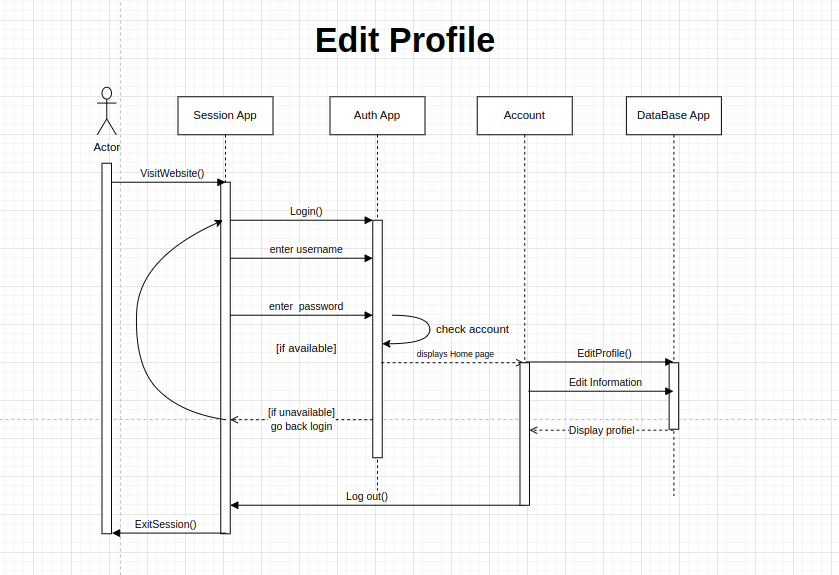 Edit Profile
Session App
Auth App
Account
DataBase App
Actor
VisitWebsite()
Login()
enter username
enter  password
check account
[if available]
displays Home page
EditProfile()
Edit Information
[if unavailable]
go back login
Display profiel
Log out()
ExitSession()